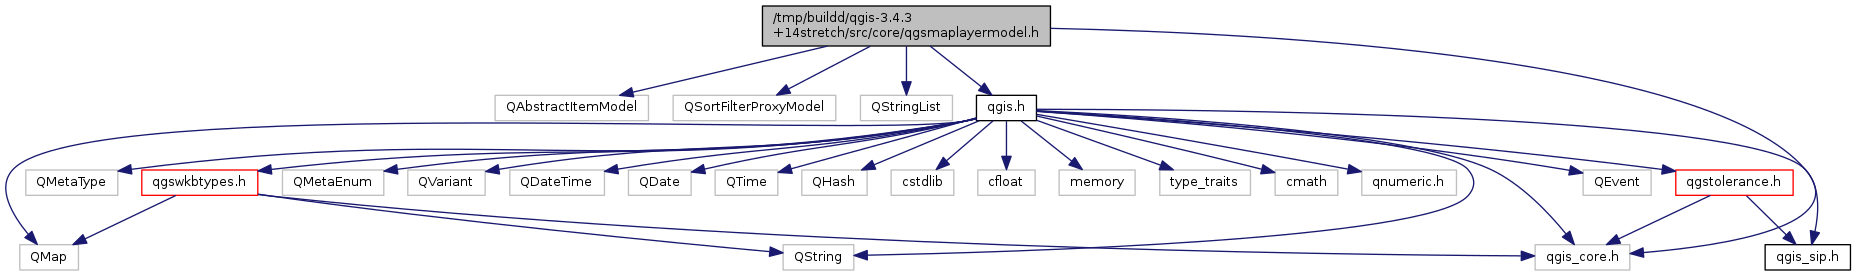 /tmp/buildd/qgis-3.4.3
+14stretch/src/core/qgsmaplayermodel.h
QAbstractItemModel
QSortFilterProxyModel
QStringList
qgis.h
QMetaType
qgswkbtypes.h
QMetaEnum
QVariant
QDateTime
QDate
QTime
QHash
cstdlib
cfloat
memory
type_traits
cmath
qnumeric.h
QEvent
qgstolerance.h
QMap
QString
qgis_core.h
qgis_sip.h